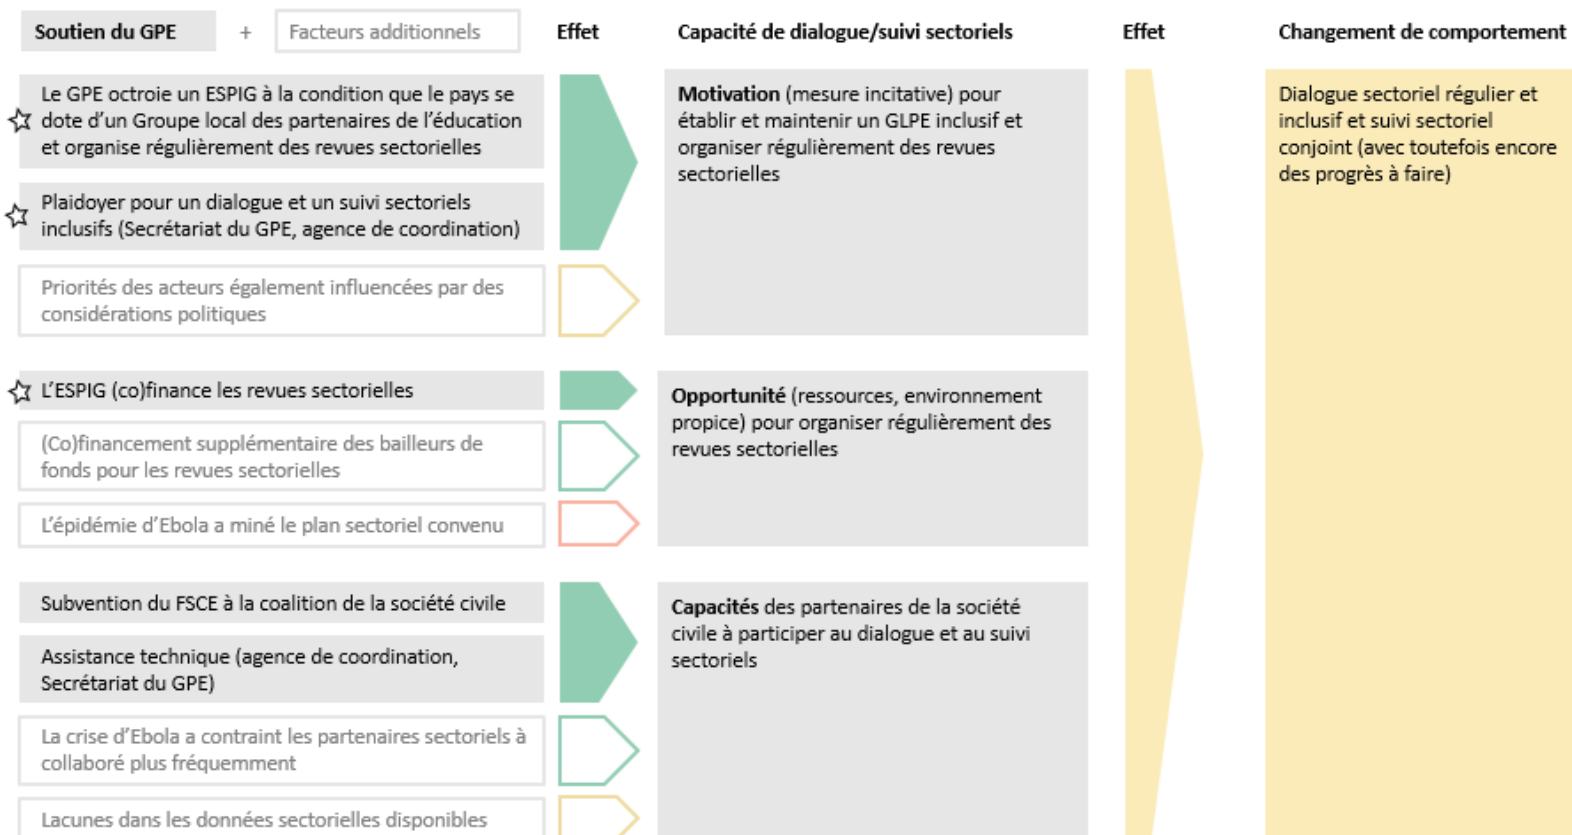 Soutien du GPE + Facteurs additionnels Effet Capacité de dialogue/suivi sectoriels Effet Changement de comportement
Le GPE octroie un ESPIG à la condition que le pays se
dote d'un Groupe local des partenaires de l'éducation
et organise régulièrement des revues sectorielles
Plaidoyer pour un dialogue et un suivi sectoriels
inclusifs (Secrétariat du GPE, agence de coordination)
Priorités des acteurs également influencées par des
considérations politiques
Motivation (mesure incitative) pour
établir et maintenir un GLPE inclusif et
organiser régulièrement des revues
sectorielles
Dialogue sectoriel régulier et
inclusif et suivi sectoriel
conjoint (avec toutefois encore
des progrès à faire)
L'ESPIG (co)finance les revues sectorielles
(Co)financement supplémentaire des bailleurs de
fonds pour les revues sectorielles
L'épidémie d'Ebola a miné le plan sectoriel convenu
Opportunité (ressources, environnement
propice) pour organiser régulièrement des
revues sectorielles
Subvention du FSCE à la coalition de la société civile
Assistance technique (agence de coordination,
Secrétariat du GPE)
La crise d'Ebola a contraint les partenaires sectoriels à
collaboré plus fréquemment
Lacunes dans les données sectorielles disponibles
Capacités des partenaires de la société
civile à participer au dialogue et au suivi
sectoriels